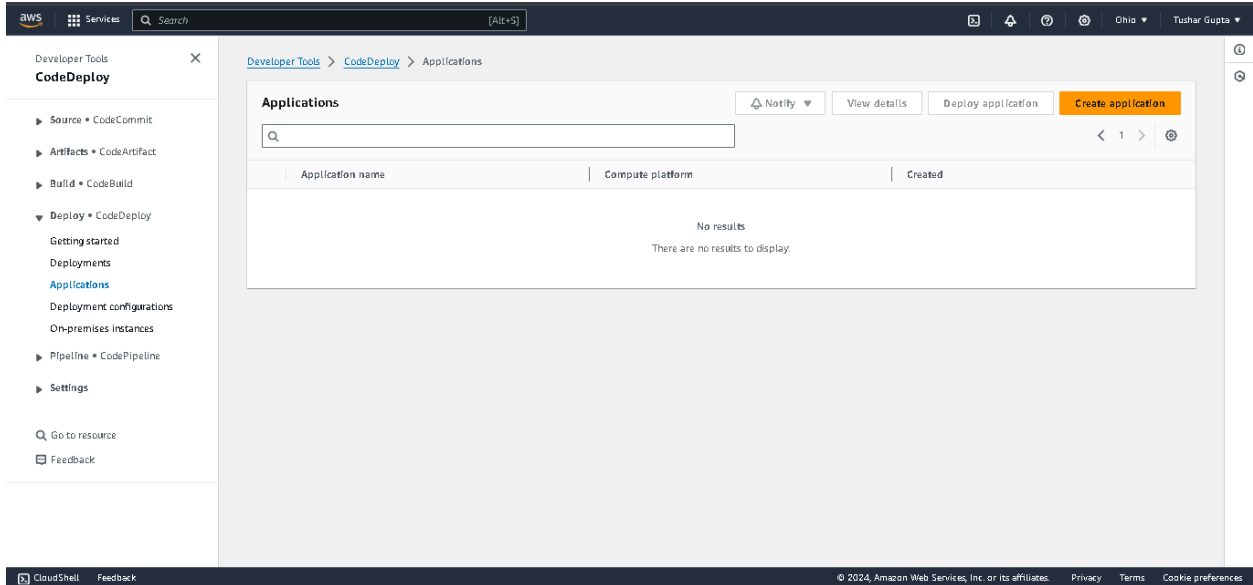 aws Services Search [Alt+S] Ohio Tushar Gupta
Developer Tools
CodeDeploy
Source • CodeCommit
Artifacts • CodeArtifact
Build • CodeBuild
Deploy • CodeDeploy
Getting started
Deployments
Applications
Deployment configurations
On-premises instances
Pipeline • CodePipeline
Settings
Go to resource
Feedback
Developer Tools > CodeDeploy > Applications
Applications Notify View details Deploy application Create application
1
Application name Compute platform Created
No results
There are no results to display.
CloudShell Feedback © 2024, Amazon Web Services, Inc. or its affiliates. Privacy Terms Cookie preferences